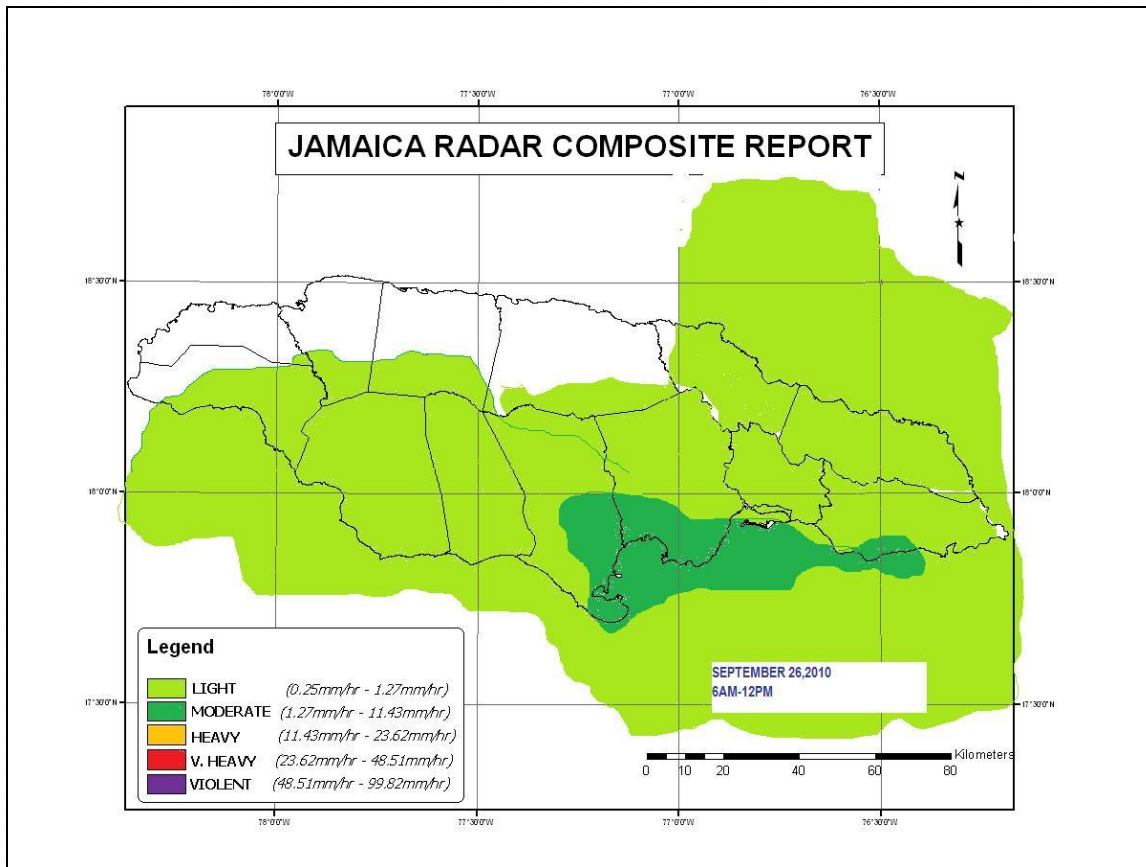 78°0'0"W 77°30'0"W 77°0'0"W 76°30'0"W
JAMAICA RADAR COMPOSITE REPORT
N
18°30'0"N 18°30'0"N
18°0'0"N 18°0'0"N
17°30'0"N 17°30'0"N
Legend
LIGHT (0.25mm/hr - 1.27mm/hr)
MODERATE (1.27mm/hr - 11.43mm/hr)
HEAVY (11.43mm/hr - 23.62mm/hr)
V. HEAVY (23.62mm/hr - 48.51mm/hr)
VIOLENT (48.51mm/hr - 99.82mm/hr)
SEPTEMBER 26,2010
6AM-12PM
Kilometers
0 5 10 20 40 60 80
78°0'0"W 77°30'0"W 77°0'0"W 76°30'0"W